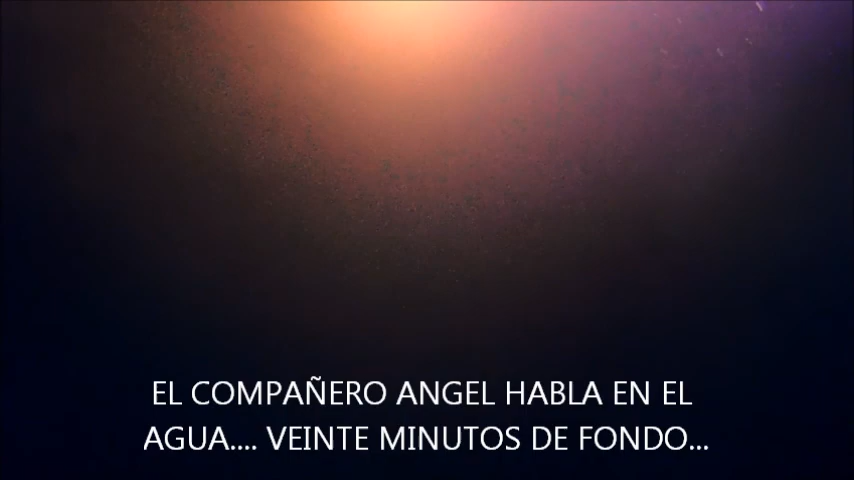 EL COMPAÑERO ANGEL HABLA EN EL
AGUA.... VEINTE MINUTOS DE FONDO...